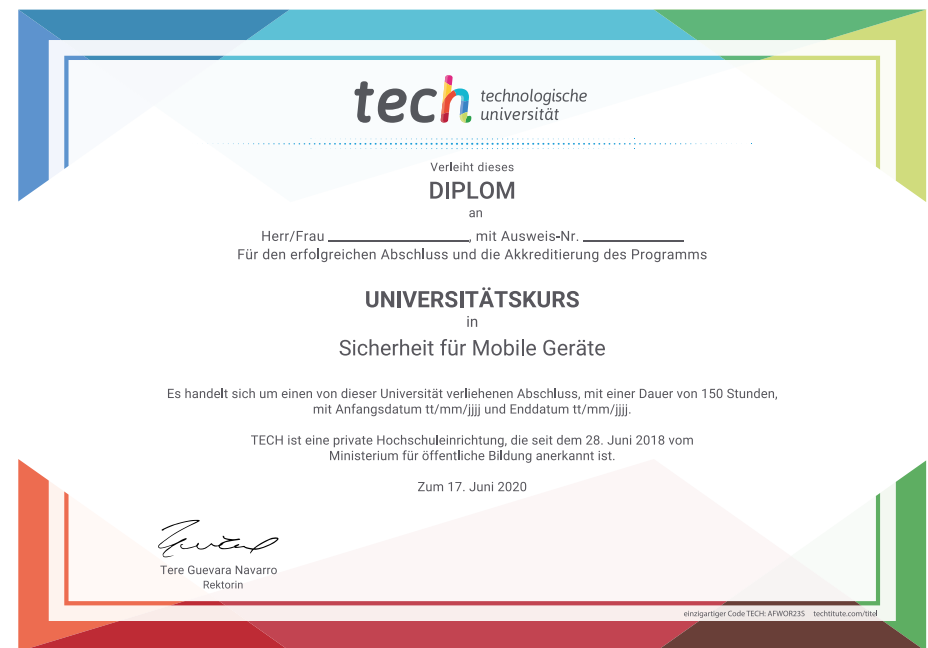 tech technologische
universität
Verleiht dieses
DIPLOM
an
Herr/Frau ____________________, mit Ausweis-Nr. ______________
Für den erfolgreichen Abschluss und die Akkreditierung des Programms
UNIVERSITÄTSKURS
in
Sicherheit für Mobile Geräte
Es handelt sich um einen von dieser Universität verliehenen Abschluss, mit einer Dauer von 150 Stunden,
mit Anfangsdatum tt/mm/jjjj und Enddatum tt/mm/jjjj.
TECH ist eine private Hochschuleinrichtung, die seit dem 28. Juni 2018 vom
Ministerium für öffentliche Bildung anerkannt ist.
Zum 17. Juni 2020
Tere Guevara Navarro
Rektorin
einzigartiger Code TECH: AFWOR23S techtitute.com/titel